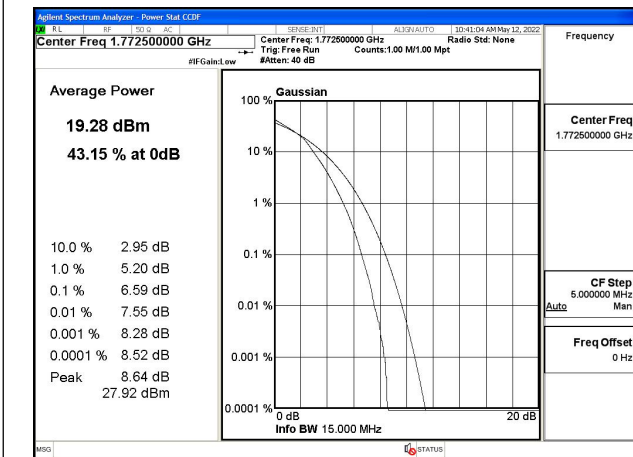 Agilent Spectrum Analyzer - Power Stat CCDF
RL RF 50 Ω AC SENSE:INT ALIGN AUTO 10:41:04 AM May 12, 2022
Center Freq 1.772500000 GHz
Center Freq: 1.772500000 GHz Radio Std: None
Trig: Free Run Counts:1.00 M/1.00 Mpt
#IFGain:Low #Atten: 40 dB
Frequency
Average Power
19.28 dBm
43.15 % at 0dB
10.0 % 2.95 dB
1.0 % 5.20 dB
0.1 % 6.59 dB
0.01 % 7.55 dB
0.001 % 8.28 dB
0.0001 % 8.52 dB
Peak 8.64 dB
27.92 dBm
Gaussian
100 %
10 %
1 %
0.1 %
0.01 %
0.001 %
0.0001 %
0 dB 20 dB
Info BW 15.000 MHz
Center Freq
1.772500000 GHz
CF Step
5.000000 MHz
Auto Man
Freq Offset
0 Hz
MSG STATUS